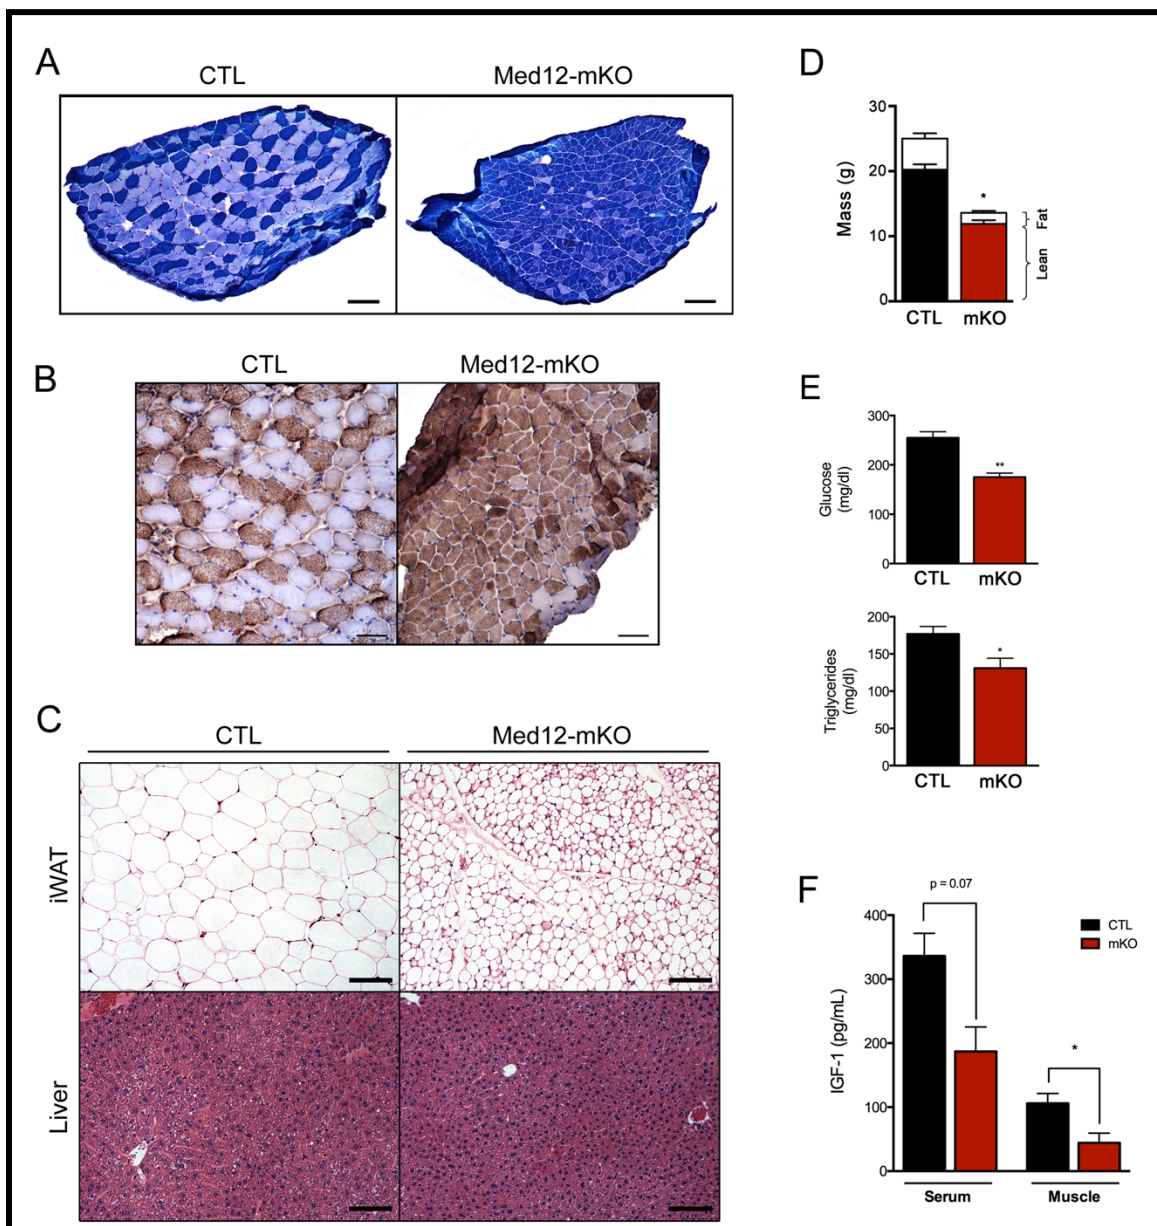 A
CTL
Med12-mKO
B
CTL
Med12-mKO
C
CTL
Med12-mKO
iWAT
Liver
D
Mass (g)
30
20
10
0
*
Fat
Lean
CTL
mKO
E
Glucose
(mg/dl)
300
200
100
0
**
CTL
mKO
Triglycerides
(mg/dl)
200
150
100
50
0
*
CTL
mKO
F
p = 0.07
CTL
mKO
IGF-1 (pg/mL)
400
300
200
100
0
*
Serum
Muscle